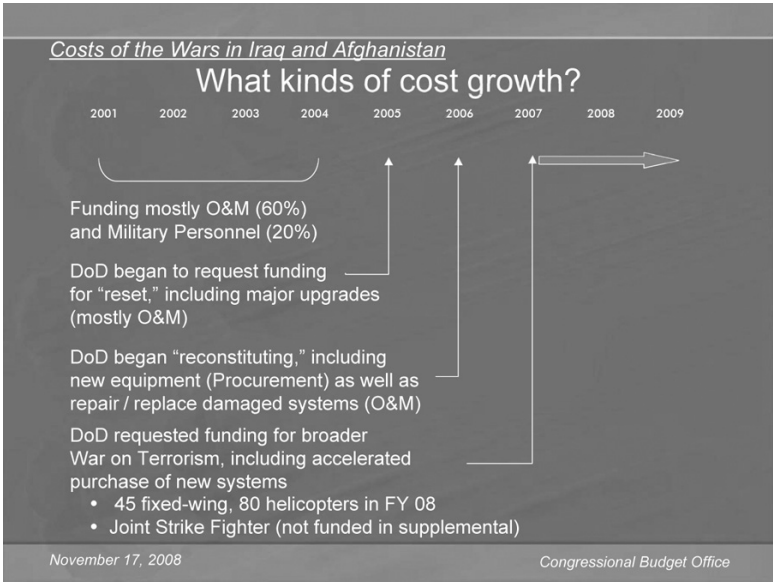 Costs of the Wars in Iraq and Afghanistan
What kinds of cost growth?
2001 2002 2003 2004 2005 2006 2007 2008 2009
Funding mostly O&M (60%)
and Military Personnel (20%)
DoD began to request funding
for “reset,” including major upgrades
(mostly O&M)
DoD began “reconstituting,” including
new equipment (Procurement) as well as
repair / replace damaged systems (O&M)
DoD requested funding for broader
War on Terrorism, including accelerated
purchase of new systems
• 45 fixed-wing, 80 helicopters in FY 08
• Joint Strike Fighter (not funded in supplemental)
November 17, 2008
Congressional Budget Office